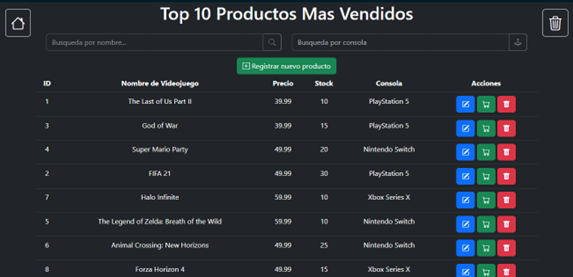 Top 10 Productos Mas Vendidos
Busqueda por nombre...
Busqueda por consola
Registrar nuevo producto
ID Nombre de Videojuego Precio Stock Consola Acciones
1 The Last of Us Part II 39.99 10 PlayStation 5
3 God of War 39.99 15 PlayStation 5
4 Super Mario Party 49.99 20 Nintendo Switch
2 FIFA 21 49.99 30 PlayStation 5
7 Halo Infinite 59.99 10 Xbox Series X
5 The Legend of Zelda: Breath of the Wild 59.99 10 Nintendo Switch
6 Animal Crossing: New Horizons 49.99 25 Nintendo Switch
8 Forza Horizon 4 49.99 15 Xbox Series X